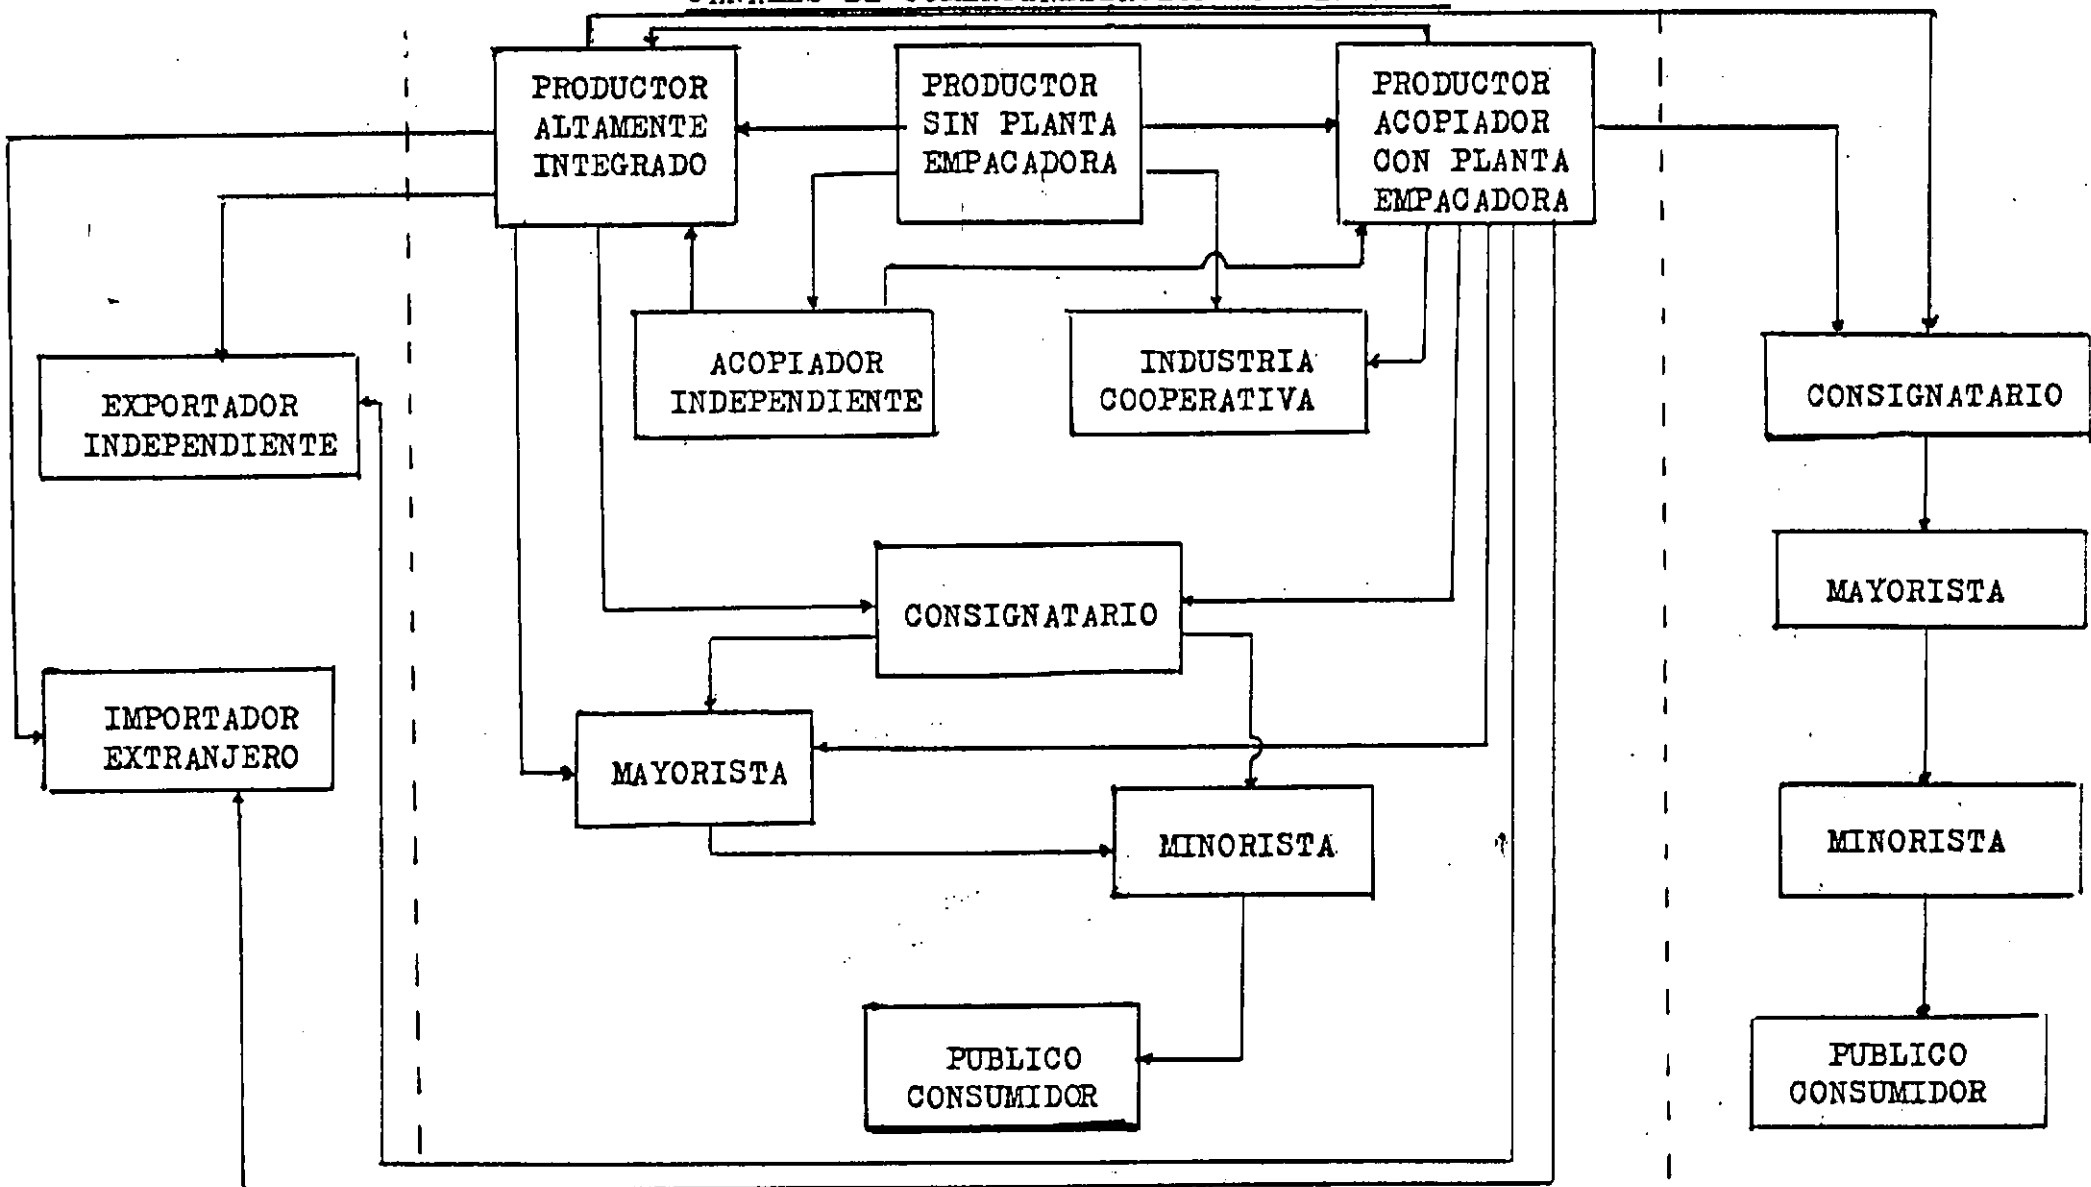 PRODUCTOR
ALTAMENTE
INTEGRADO
PRODUCTOR
SIN PLANTA
EMPACADORA
PRODUCTOR
ACOPIADOR
CON PLANTA
EMPACADORA
EXPORTADOR
INDEPENDIENTE
ACOPIADOR
INDEPENDIENTE
INDUSTRIA
COOPERATIVA
CONSIGNATARIO
CONSIGNATARIO
MAYORISTA
IMPORTADOR
EXTRANJERO
MAYORISTA
MINORISTA
MINORISTA
PUBLICO
CONSUMIDOR
PUBLICO
CONSUMIDOR